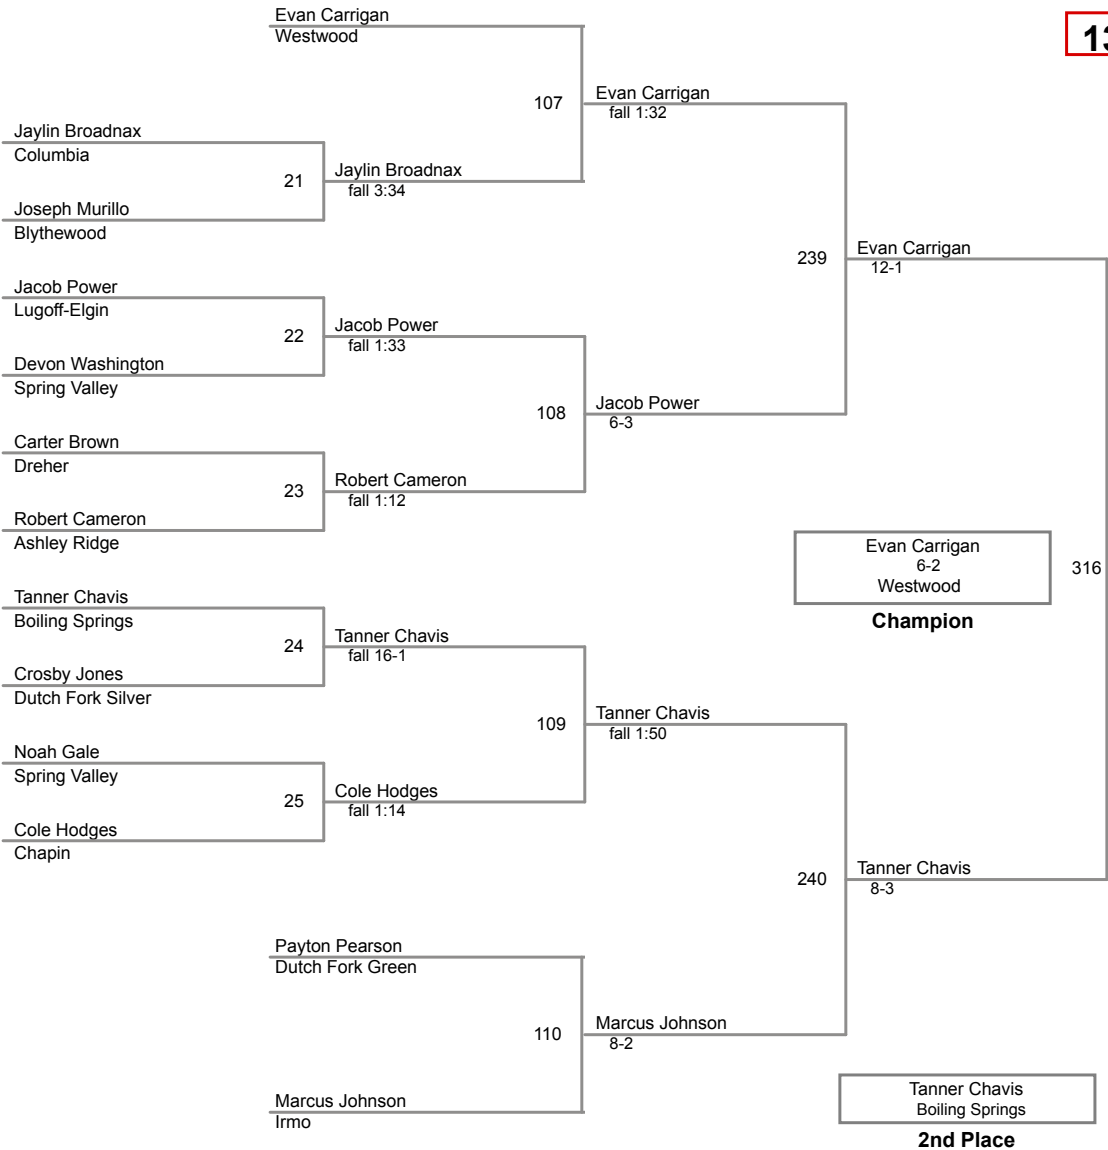 Evan Carrigan
Westwood
13
107
Evan Carrigan
fall 1:32
Jaylin Broadnax
Columbia
21
Jaylin Broadnax
fall 3:34
Joseph Murillo
Blythewood
239
Evan Carrigan
12-1
Jacob Power
Lugoff-Elgin
22
Jacob Power
fall 1:33
Devon Washington
Spring Valley
108
Jacob Power
6-3
Carter Brown
Dreher
23
Robert Cameron
fall 1:12
Robert Cameron
Ashley Ridge
Evan Carrigan
6-2
Westwood
316
Champion
Tanner Chavis
Boiling Springs
24
Tanner Chavis
fall 16-1
Crosby Jones
Dutch Fork Silver
109
Tanner Chavis
fall 1:50
Noah Gale
Spring Valley
25
Cole Hodges
fall 1:14
Cole Hodges
Chapin
240
Tanner Chavis
8-3
Payton Pearson
Dutch Fork Green
110
Marcus Johnson
8-2
Marcus Johnson
Irmo
Tanner Chavis
Boiling Springs
2nd Place